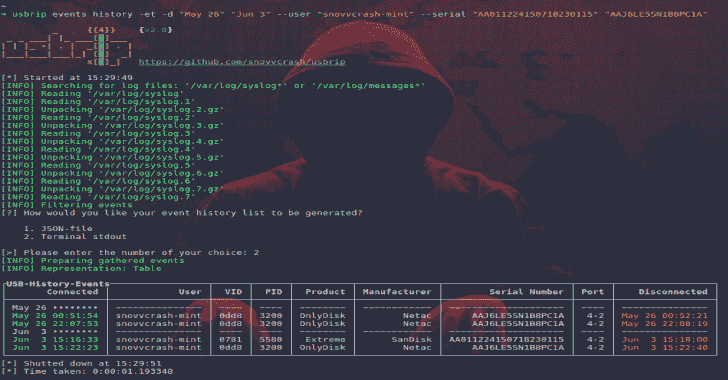 ~
→ usbrip events history -et -d "May 26" "Jun 3" --user "snovvcrash-mint" --serial "AA011224150718230115" "AAJ6LE5SN1B8PC1A"
{{4}} {v2.0}
https://github.com/snovvcrash/usbrip
[*] Started at 15:29:49
[INFO] Searching for log files: '/var/log/syslog*' or '/var/log/messages*'
[INFO] Reading '/var/log/syslog'
[INFO] Reading '/var/log/syslog.1'
[INFO] Unpacking '/var/log/syslog.2.gz'
[INFO] Reading '/var/log/syslog.2'
[INFO] Unpacking '/var/log/syslog.3.gz'
[INFO] Reading '/var/log/syslog.3'
[INFO] Unpacking '/var/log/syslog.4.gz'
[INFO] Reading '/var/log/syslog.4'
[INFO] Unpacking '/var/log/syslog.5.gz'
[INFO] Reading '/var/log/syslog.5'
[INFO] Unpacking '/var/log/syslog.6.gz'
[INFO] Reading '/var/log/syslog.6'
[INFO] Unpacking '/var/log/syslog.7.gz'
[INFO] Reading '/var/log/syslog.7'
[INFO] Filtering events
[?] How would you like your event history list to be generated?
1. JSON-file
2. Terminal stdout
[>] Please enter the number of your choice: 2
[INFO] Preparing gathered events
[INFO] Representation: Table
USB-History-Events
Connected User VID PID Product Manufacturer Serial Number Port Disconnected
May 26 ••••••••
May 26 00:51:54 snovvcrash-mint 0dd8 3200 OnlyDisk Netac AAJ6LE5SN1B8PC1A 4-2 May 26 00:52:21
May 26 22:07:53 snovvcrash-mint 0dd8 3200 OnlyDisk Netac AAJ6LE5SN1B8PC1A 4-2 May 26 22:08:19
Jun 3 ••••••••
Jun 3 15:16:33 snovvcrash-mint 0781 5580 Extreme SanDisk AA011224150718230115 4-2 Jun 3 15:18:00
Jun 3 15:22:23 snovvcrash-mint 0dd8 3200 OnlyDisk Netac AAJ6LE5SN1B8PC1A 4-2 Jun 3 15:22:40
[*] Shutted down at 15:29:51
[*] Time taken: 0:00:01.193348